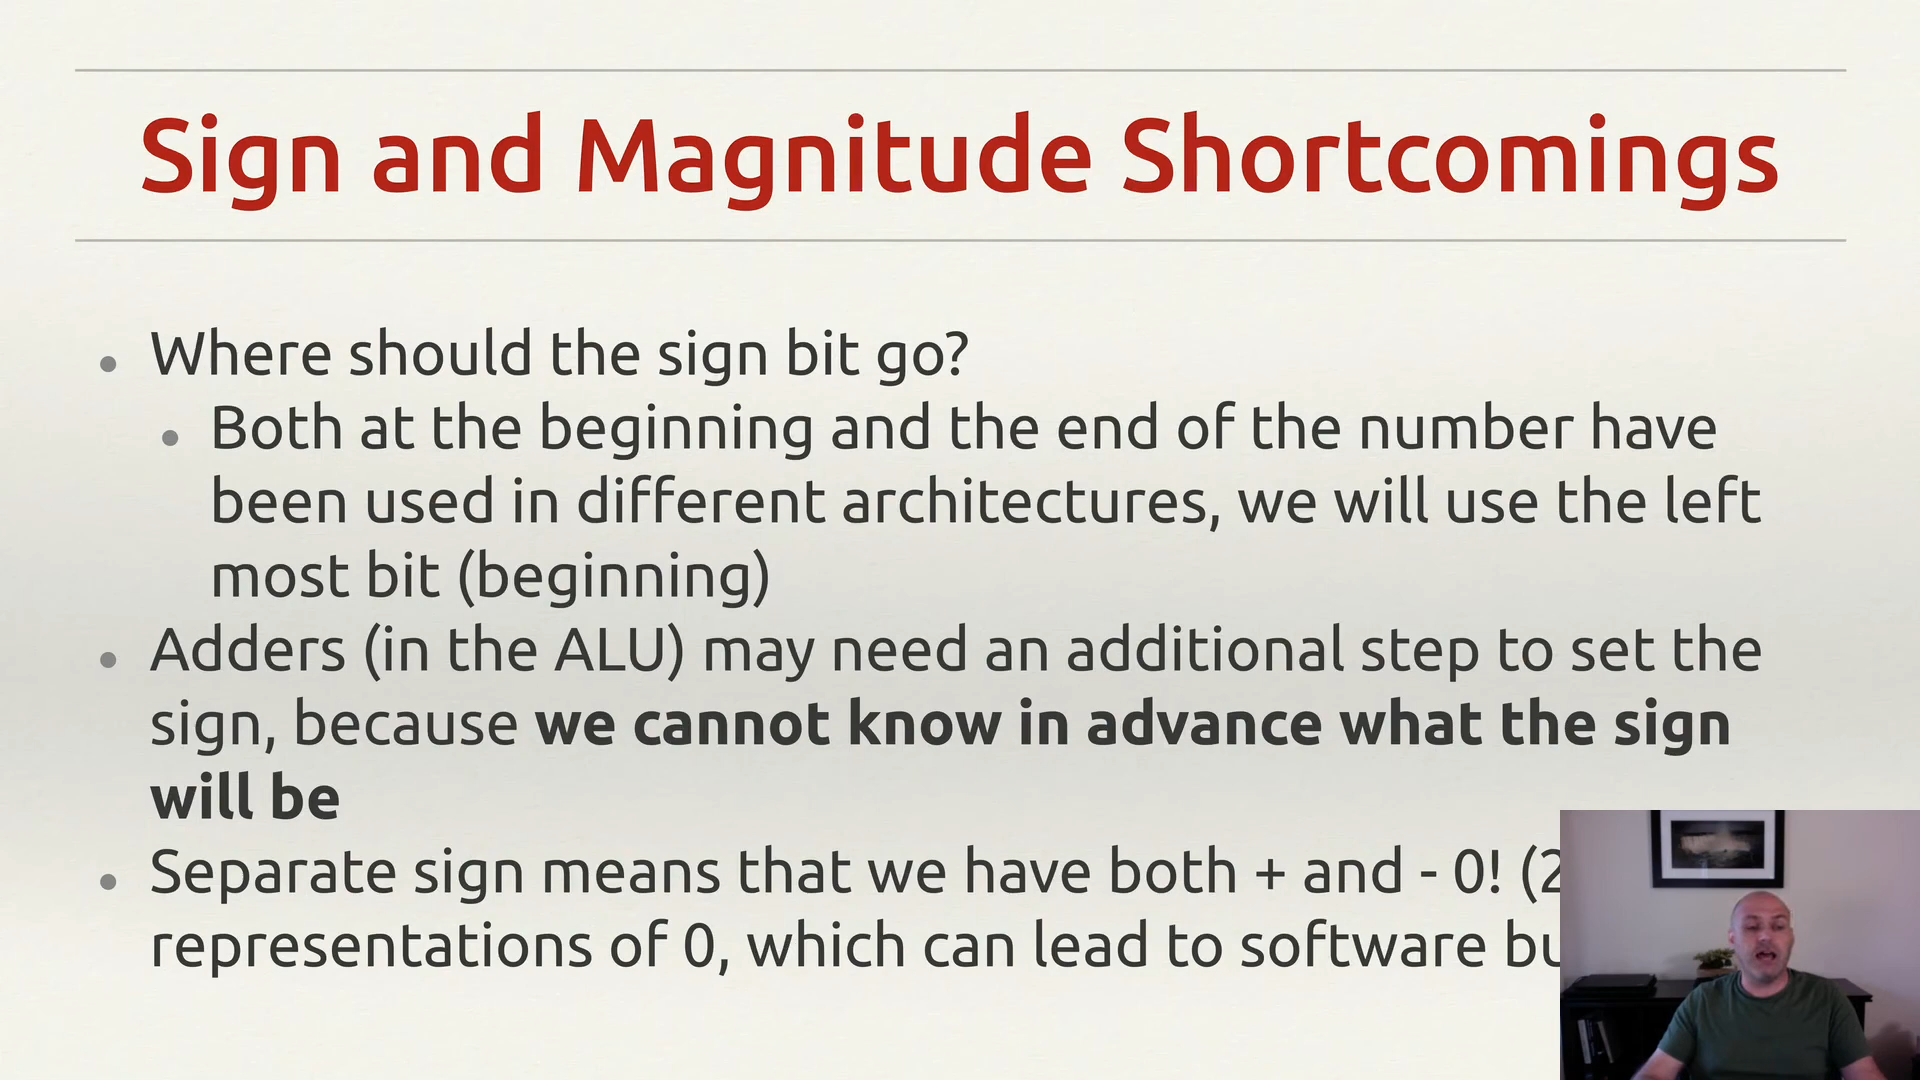 Sign and Magnitude Shortcomings
Where should the sign bit go?
Both at the beginning and the end of the number have
been used in different architectures, we will use the left
most bit (beginning)
Adders (in the ALU) may need an additional step to set the
sign, because we cannot know in advance what the sign
will be
Separate sign means that we have both + and - 0! (2
representations of 0, which can lead to software